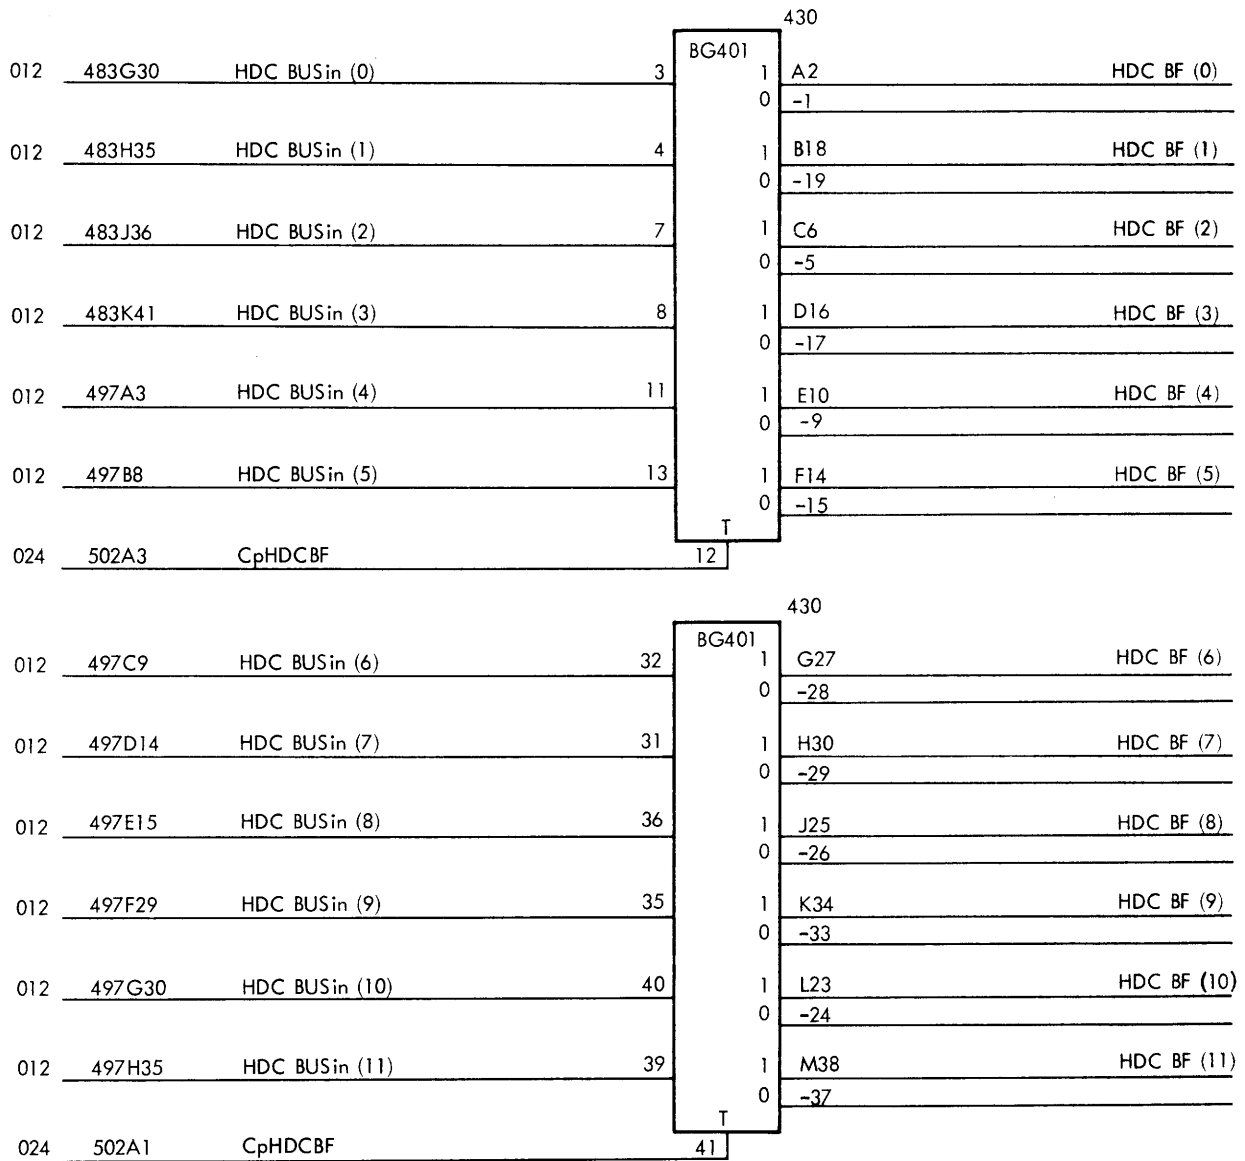 430
BG401
012 483G30 HDC BUSin (0) 3 1 A2 HDC BF (0)
0 -1
012 483H35 HDC BUSin (1) 4 1 B18 HDC BF (1)
0 -19
012 483J36 HDC BUSin (2) 7 1 C6 HDC BF (2)
0 -5
012 483K41 HDC BUSin (3) 8 1 D16 HDC BF (3)
0 -17
012 497A3 HDC BUSin (4) 11 1 E10 HDC BF (4)
0 -9
012 497B8 HDC BUSin (5) 13 1 F14 HDC BF (5)
0 -15
T
024 502A3 CpHDCBF 12
430
BG401
012 497C9 HDC BUSin (6) 32 1 G27 HDC BF (6)
0 -28
012 497D14 HDC BUSin (7) 31 1 H30 HDC BF (7)
0 -29
012 497E15 HDC BUSin (8) 36 1 J25 HDC BF (8)
0 -26
012 497F29 HDC BUSin (9) 35 1 K34 HDC BF (9)
0 -33
012 497G30 HDC BUSin (10) 40 1 L23 HDC BF (10)
0 -24
012 497H35 HDC BUSin (11) 39 1 M38 HDC BF (11)
0 -37
T
024 502A1 CpHDCBF 41